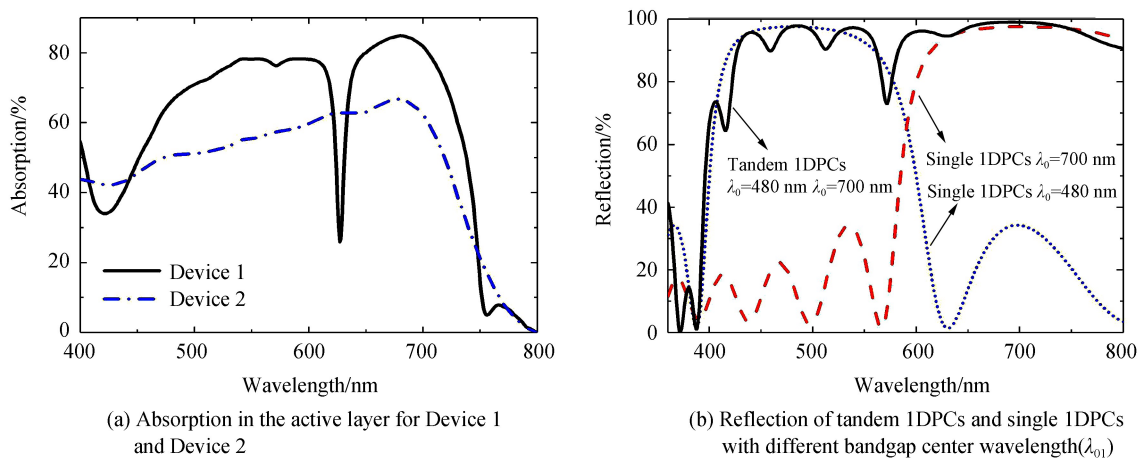 80
60
40
20
0
Absorption/%
Device 1
Device 2
400 500 600 700 800
Wavelength/nm
(a) Absorption in the active layer for Device 1
and Device 2
100
80
60
40
20
0
Reflection/%
Tandem 1DPCs
λ₀=480 nm λ₀=700 nm
Single 1DPCs λ₀=700 nm
Single 1DPCs λ₀=480 nm
400 500 600 700 800
Wavelength/nm
(b) Reflection of tandem 1DPCs and single 1DPCs
with different bandgap center wavelength(λ₀₁)